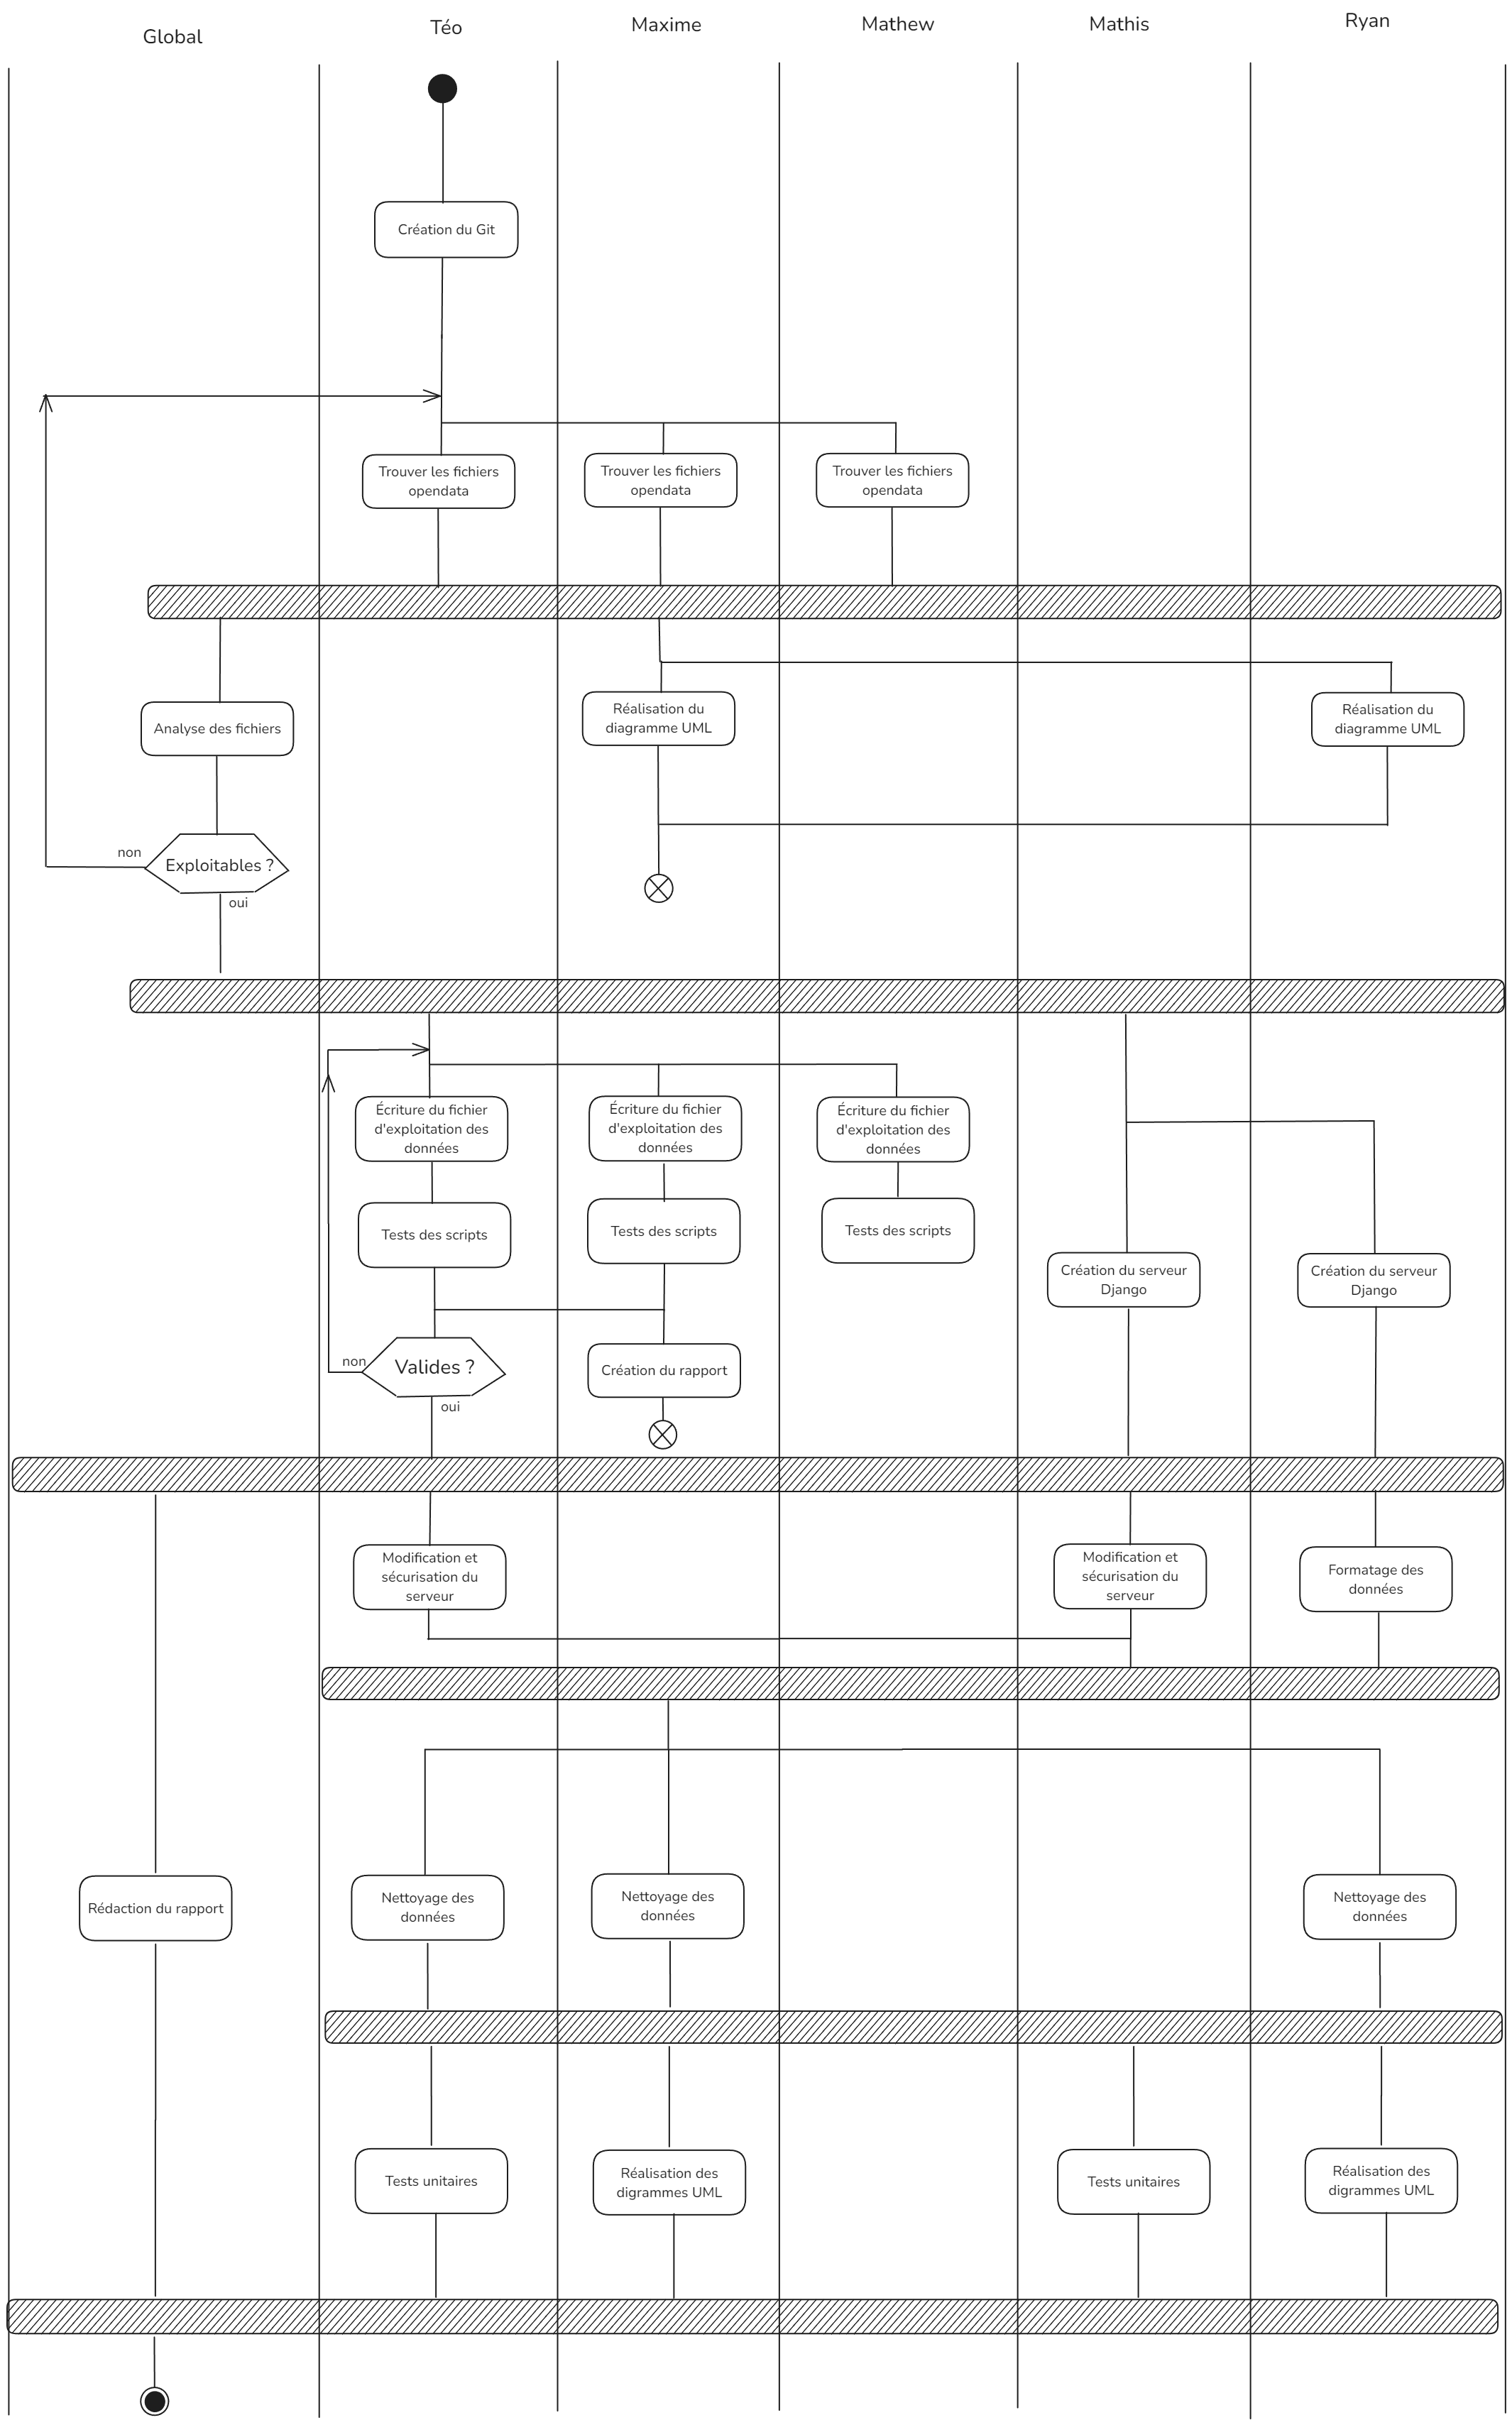 Global
Téo
Maxime
Mathew
Mathis
Ryan
Création du Git
Trouver les fichiers
opendata
Trouver les fichiers
opendata
Trouver les fichiers
opendata
Analyse des fichiers
Réalisation du
diagramme UML
Réalisation du
diagramme UML
non
Exploitables ?
oui
Écriture du fichier
d'exploitation des
données
Écriture du fichier
d'exploitation des
données
Écriture du fichier
d'exploitation des
données
Tests des scripts
Tests des scripts
Tests des scripts
Création du serveur
Django
Création du serveur
Django
non
Valides ?
oui
Création du rapport
Modification et
sécurisation du
serveur
Modification et
sécurisation du
serveur
Formatage des
données
Rédaction du rapport
Nettoyage des
données
Nettoyage des
données
Nettoyage des
données
Tests unitaires
Réalisation des
digrammes UML
Tests unitaires
Réalisation des
digrammes UML